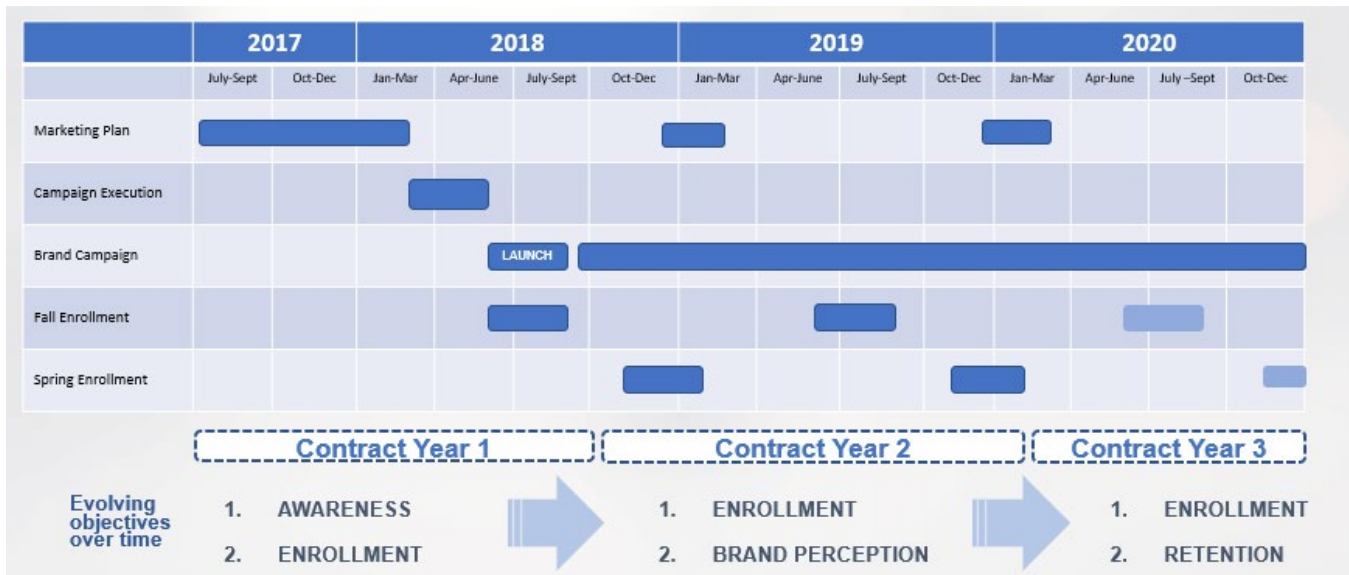 2017 2018 2019 2020
July-Sept Oct-Dec Jan-Mar Apr-June July-Sept Oct-Dec Jan-Mar Apr-June July-Sept Oct-Dec Jan-Mar Apr-June July –Sept Oct-Dec
Marketing Plan
Campaign Execution
Brand Campaign LAUNCH
Fall Enrollment
Spring Enrollment
Contract Year 1 Contract Year 2 Contract Year 3
Evolving
objectives
over time
1. AWARENESS
2. ENROLLMENT
1. ENROLLMENT
2. BRAND PERCEPTION
1. ENROLLMENT
2. RETENTION